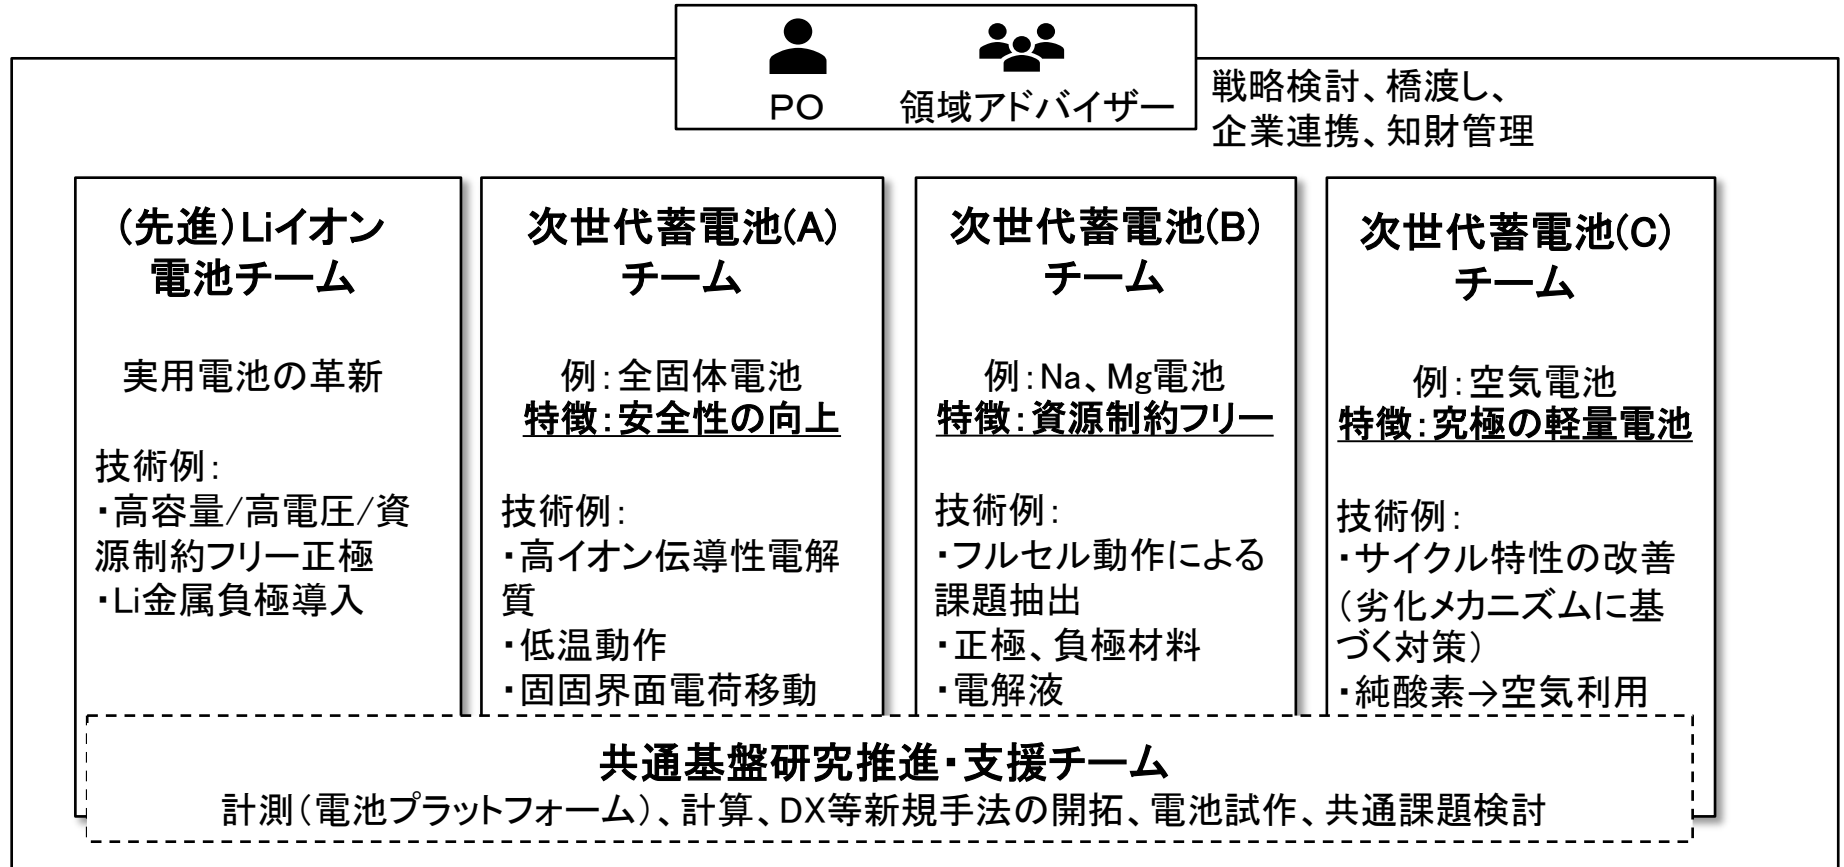 PO
領域アドバイザー
戦略検討、橋渡し、
企業連携、知財管理
(先進)Liイオン
電池チーム
実用電池の革新
技術例:
・高容量/高電圧/資
源制約フリー正極
・Li金属負極導入
次世代蓄電池(A)
チーム
例:全固体電池
特徴:安全性の向上
技術例:
・高イオン伝導性電解
質
・低温動作
・固固界面電荷移動
次世代蓄電池(B)
チーム
例:Na、Mg電池
特徴:資源制約フリー
技術例:
・フルセル動作による
課題抽出
・正極、負極材料
・電解液
次世代蓄電池(C)
チーム
例:空気電池
特徴:究極の軽量電池
技術例:
・サイクル特性の改善
(劣化メカニズムに基
づく対策)
・純酸素→空気利用
共通基盤研究推進・支援チーム
計測(電池プラットフォーム)、計算、DX等新規手法の開拓、電池試作、共通課題検討